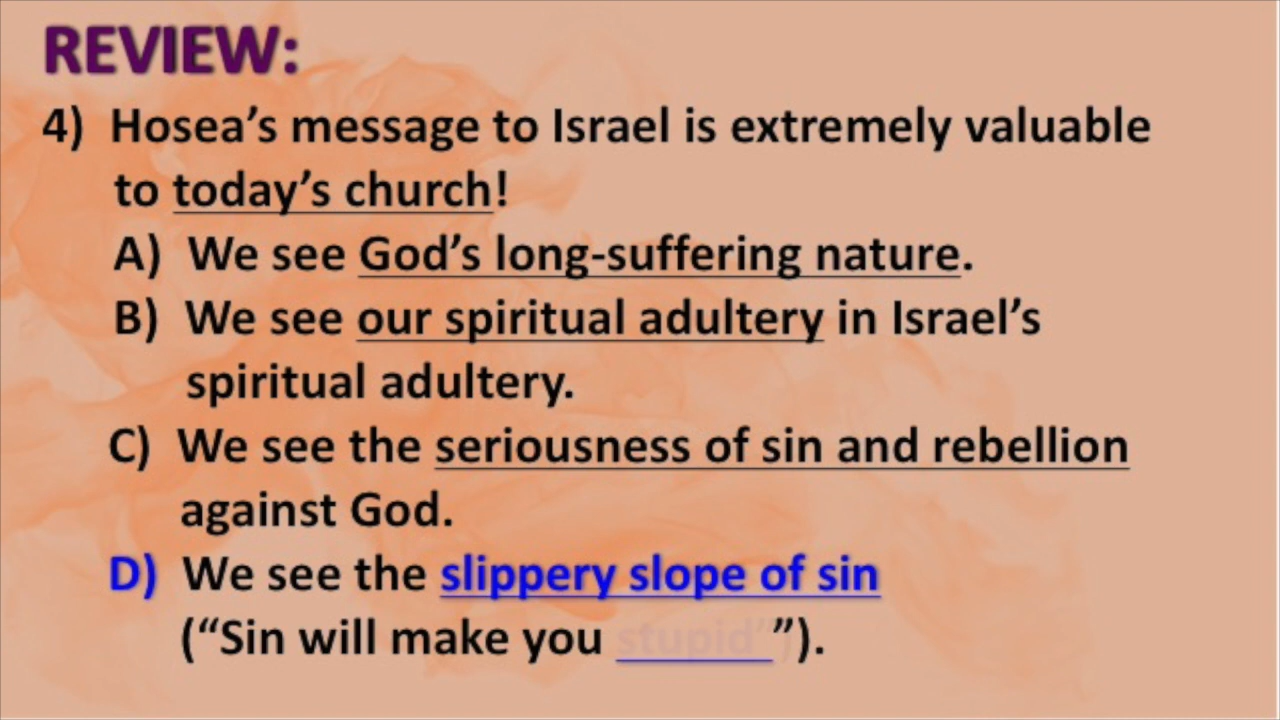 REVIEW:
4) Hosea's message to Israel is extremely valuable
to today's church!
A) We see God's long-suffering nature.
B) We see our spiritual adultery in Israel's
spiritual adultery.
C) We see the seriousness of sin and rebellion
against God.
D) We see the slippery slope of sin
("Sin will make you stupid").